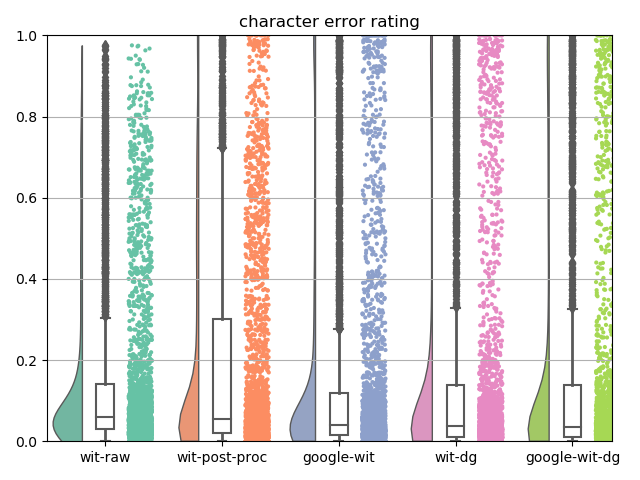 character error rating
1.0
0.8
0.6
0.4
0.2
0.0
wit-raw
wit-post-proc
google-wit
wit-dg
google-wit-dg